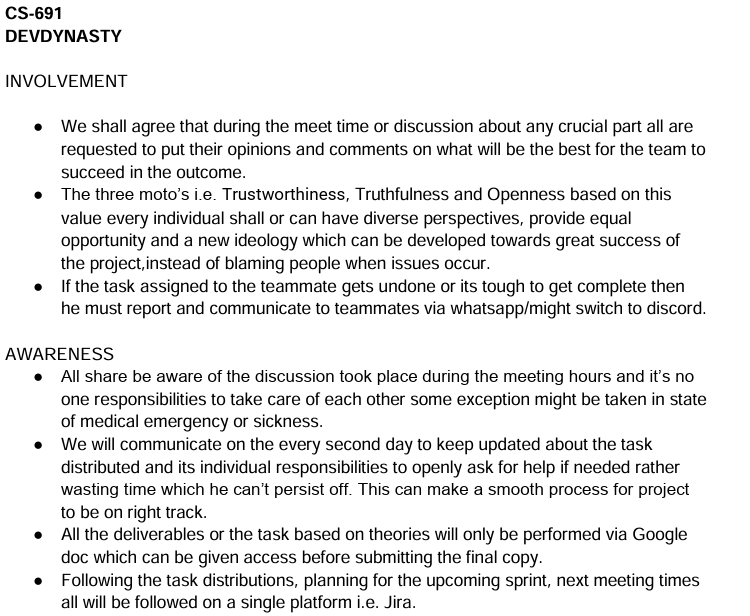 CS-691
DEVDYNASTY
INVOLVEMENT
● We shall agree that during the meet time or discussion about any crucial part all are
requested to put their opinions and comments on what will be the best for the team to
succeed in the outcome.
● The three moto's i.e. Trustworthiness, Truthfulness and Openness based on this
value every individual shall or can have diverse perspectives, provide equal
opportunity and a new ideology which can be developed towards great success of
the project,instead of blaming people when issues occur.
● If the task assigned to the teammate gets undone or its tough to get complete then
he must report and communicate to teammates via whatsapp/might switch to discord.
AWARENESS
● All share be aware of the discussion took place during the meeting hours and it's no
one responsibilities to take care of each other some exception might be taken in state
of medical emergency or sickness.
● We will communicate on the every second day to keep updated about the task
distributed and its individual responsibilities to openly ask for help if needed rather
wasting time which he can't persist off. This can make a smooth process for project
to be on right track.
● All the deliverables or the task based on theories will only be performed via Google
doc which can be given access before submitting the final copy.
● Following the task distributions, planning for the upcoming sprint, next meeting times
all will be followed on a single platform i.e. Jira.